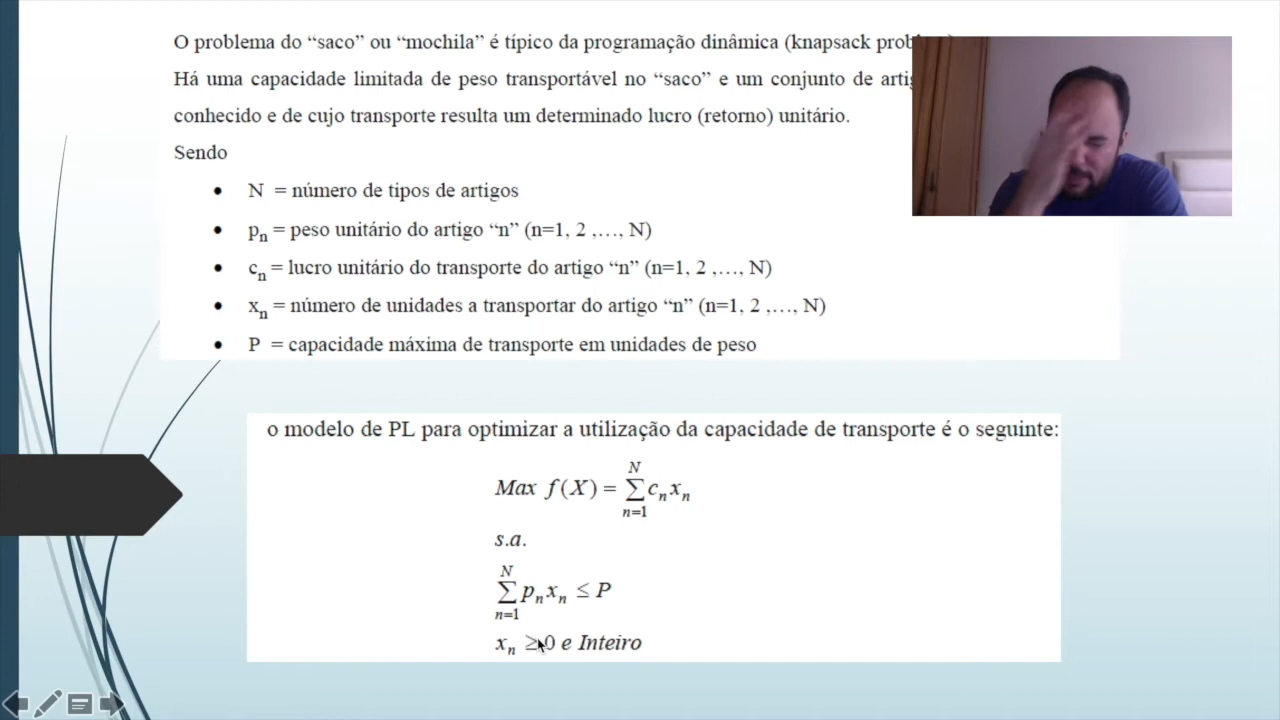 O problema do “saco” ou “mochila” é típico da programação dinâmica (knapsack
Há uma capacidade limitada de peso transportável no “saco” e um conjunto de
conhecido e de cujo transporte resulta um determinado lucro (retorno) unitário.
Sendo
• N = número de tipos de artigos
• pₙ = peso unitário do artigo “n” (n=1, 2 ,…, N)
• cₙ = lucro unitário do transporte do artigo “n” (n=1, 2 ,…, N)
• xₙ = número de unidades a transportar do artigo “n” (n=1, 2 ,…, N)
• P = capacidade máxima de transporte em unidades de peso
o modelo de PL para optimizar a utilização da capacidade de transporte é o seguinte:
Max f(X) = ∑_{n=1}^{N} cₙxₙ
s.a.
∑_{n=1}^{N} pₙxₙ ≤ P
xₙ ≥ 0 e Inteiro